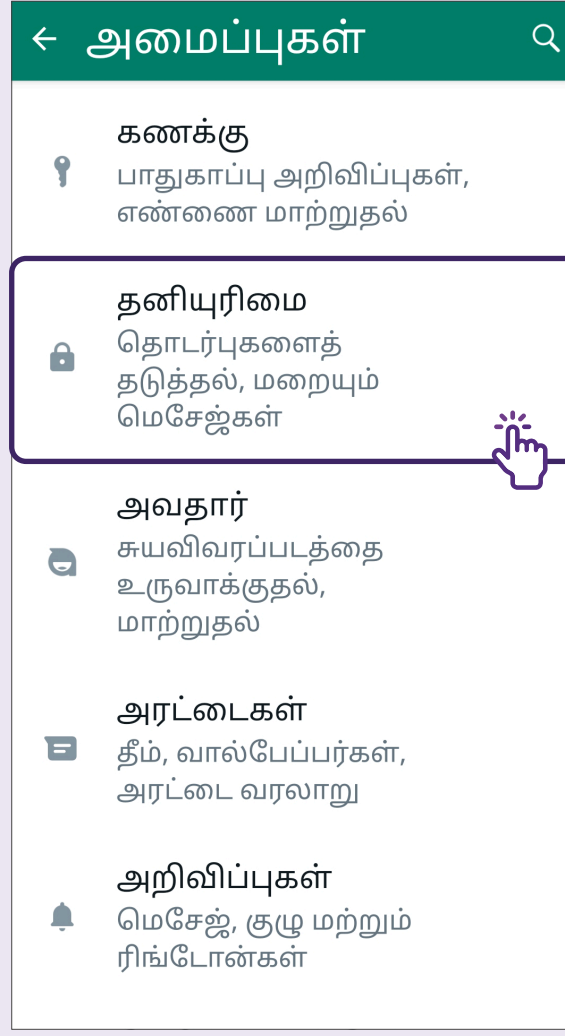 அமைப்புகள்
கணக்கு
பாதுகாப்பு அறிவிப்புகள்,
எண்ணை மாற்றுதல்
தனியுரிமை
தொடர்புகளைத்
தடுத்தல், மறையும்
மெசேஜ்கள்
அவதார்
சுயவிவரப்படத்தை
உருவாக்குதல்,
மாற்றுதல்
அரட்டைகள்
தீம், வால்பேப்பர்கள்,
அரட்டை வரலாறு
அறிவிப்புகள்
மெசேஜ், குழு மற்றும்
ரிங்டோன்கள்